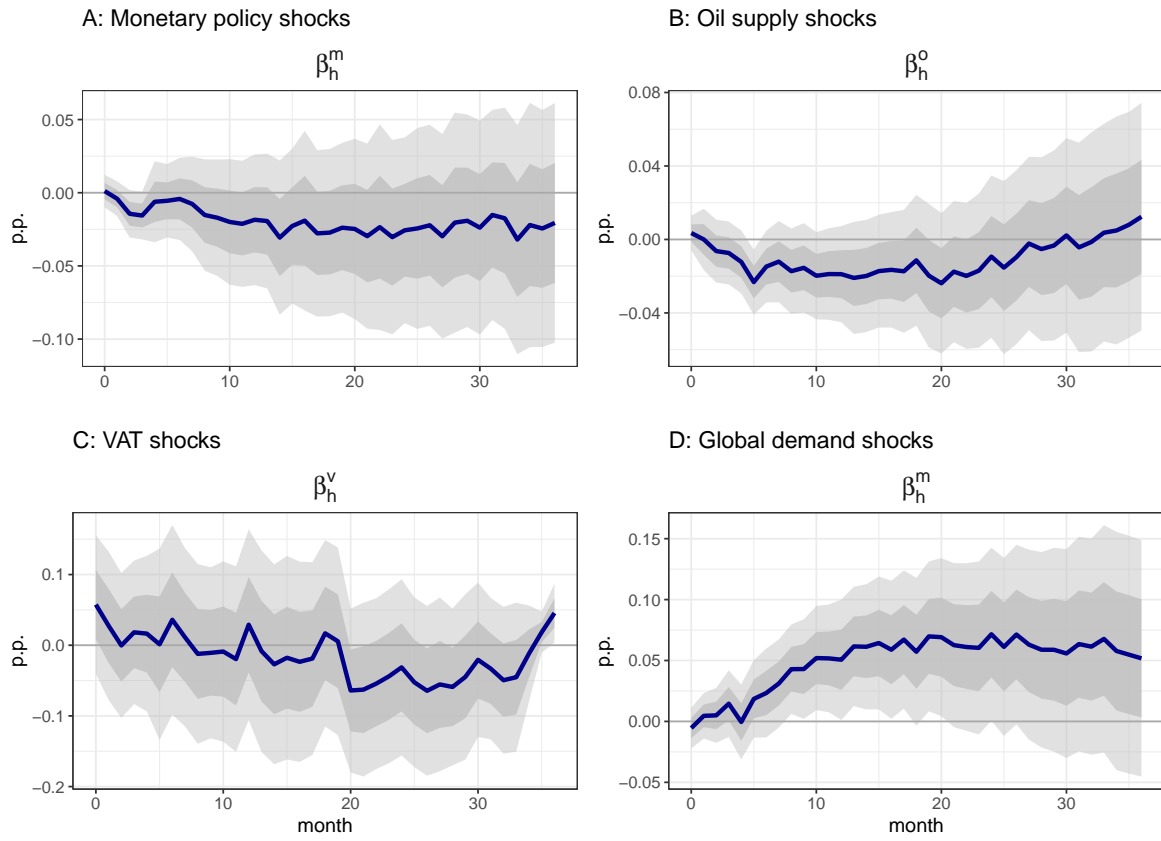 A: Monetary policy shocks
β_h^m
p.p.
0.05
0.00
−0.05
−0.10
0 10 20 30
B: Oil supply shocks
β_h^o
p.p.
0.08
0.04
0.00
−0.04
0 10 20 30
C: VAT shocks
β_h^v
p.p.
0.1
0.0
−0.1
−0.2
0 10 20 30
month
D: Global demand shocks
β_h^m
p.p.
0.15
0.10
0.05
0.00
−0.05
0 10 20 30
month